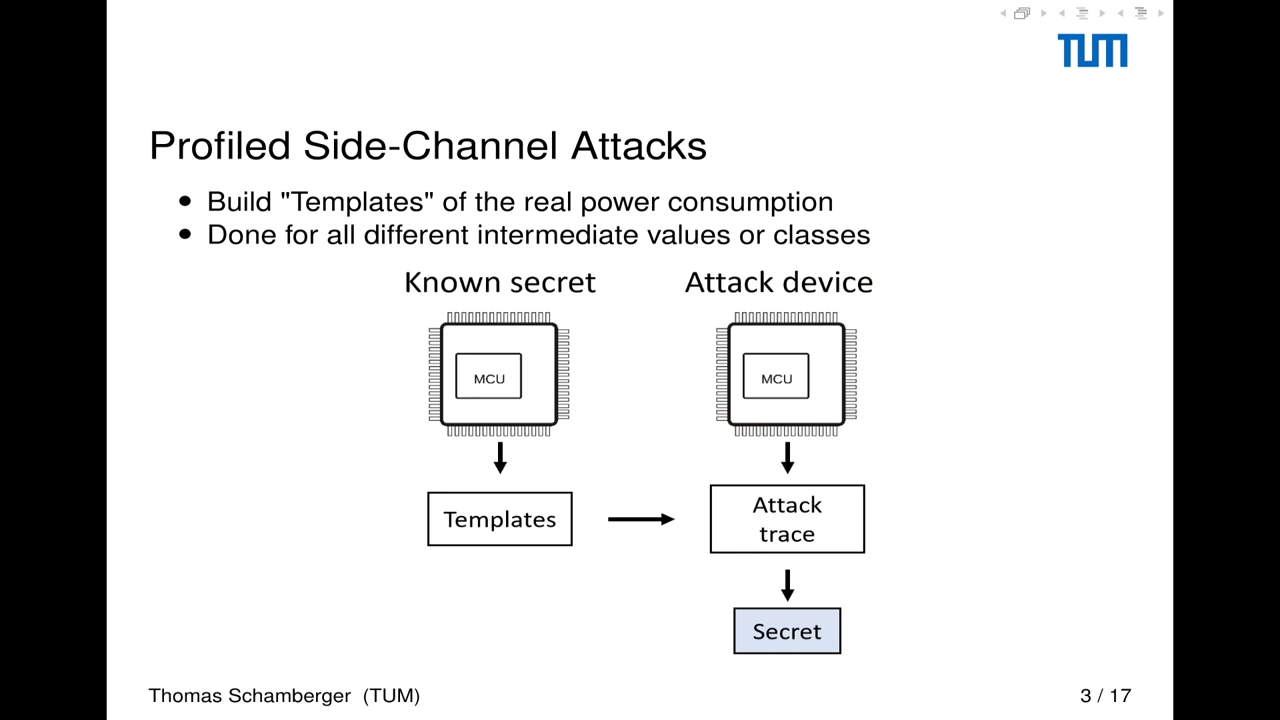 TUM
Profiled Side-Channel Attacks
• Build "Templates" of the real power consumption
• Done for all different intermediate values or classes
Known secret
Attack device
MCU
MCU
Templates
Attack
trace
Secret
Thomas Schamberger (TUM)
3 / 17